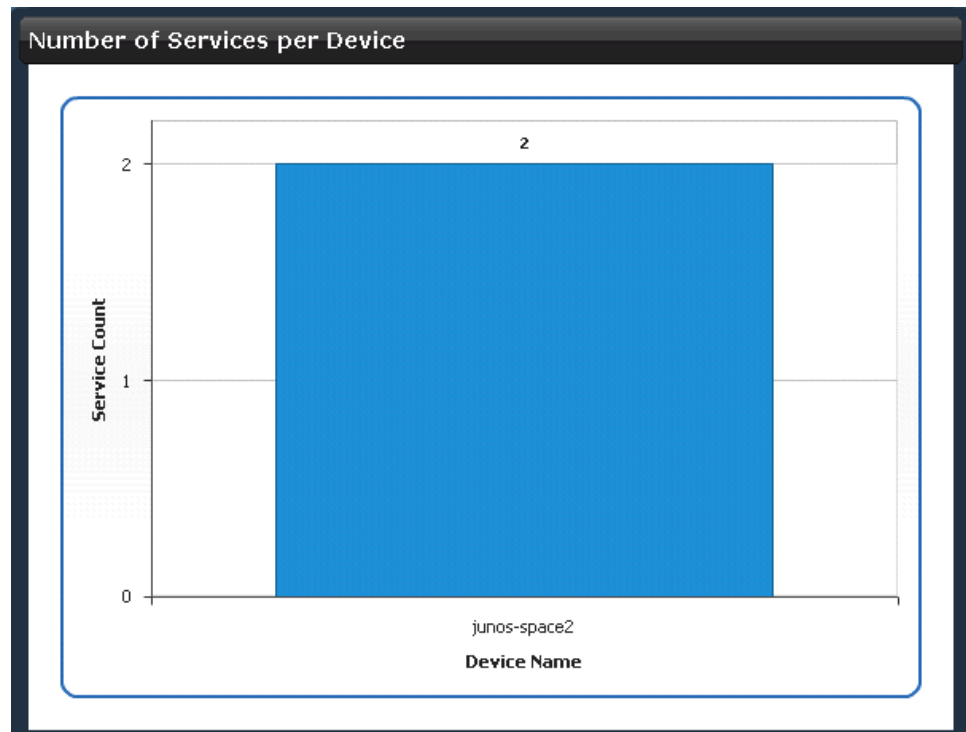 Number of Services per Device
2
2
1
0
Service Count
junos-space2
Device Name